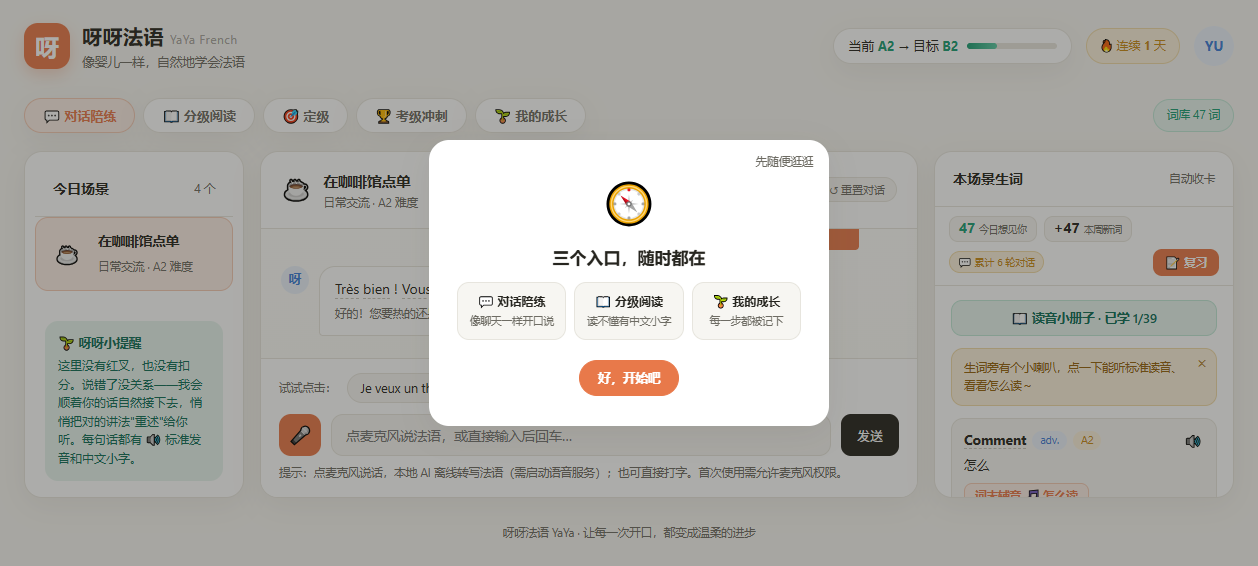 呀
呀呀法语 YaYa French
像婴儿一样，自然地学会法语
当前 A2 → 目标 B2
连续 1 天
YU
对话陪练
分级阅读
定级
考级冲刺
我的成长
词库 47 词
今日场景
4 个
在咖啡馆点单
日常交流 · A2 难度
呀呀小提醒
这里没有红叉，也没有扣
分。说错了没关系——我会
顺着你的话自然接下去，悄
悄把对的讲法"重述"给你
听。每句话都有 标准发
音和中文小字。
在咖啡馆点单
日常交流 · A2 难度
重置对话
呀
Très bien ! Vous
好的！您要热的还
试试点击：
Je veux un th
点麦克风说法语，或直接输入后回车...
发送
提示：点麦克风说话，本地 AI 离线转写法语（需启动语音服务）；也可直接打字。首次使用需允许麦克风权限。
先随便逛逛
三个入口，随时都在
对话陪练
像聊天一样开口说
分级阅读
读不懂有中文小字
我的成长
每一步都被记下
好，开始吧
本场景生词
自动收卡
47 今日想见你
+47 本周新词
累计 6 轮对话
复习
读音小册子 · 已学 1/39
生词旁有个小喇叭，点一下能听标准读音、
看看怎么读～
×
Comment adv. A2
怎么
词末辅音 怎么读
呀呀法语 YaYa · 让每一次开口，都变成温柔的进步